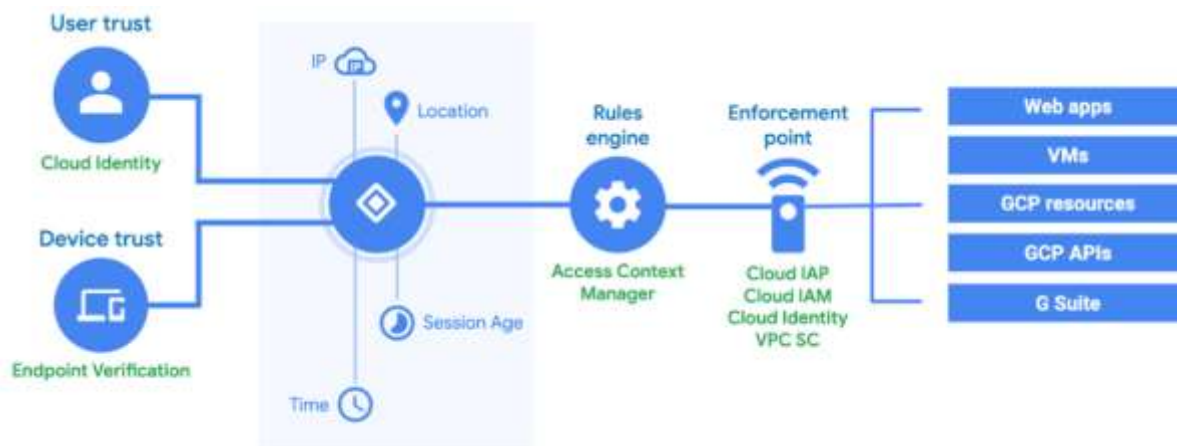 User trust
Cloud Identity
Device trust
Endpoint Verification
IP
Location
Session Age
Time
Rules
engine
Access Context
Manager
Enforcement
point
Cloud IAP
Cloud IAM
Cloud Identity
VPC SC
Web apps
VMs
GCP resources
GCP APIs
G Suite